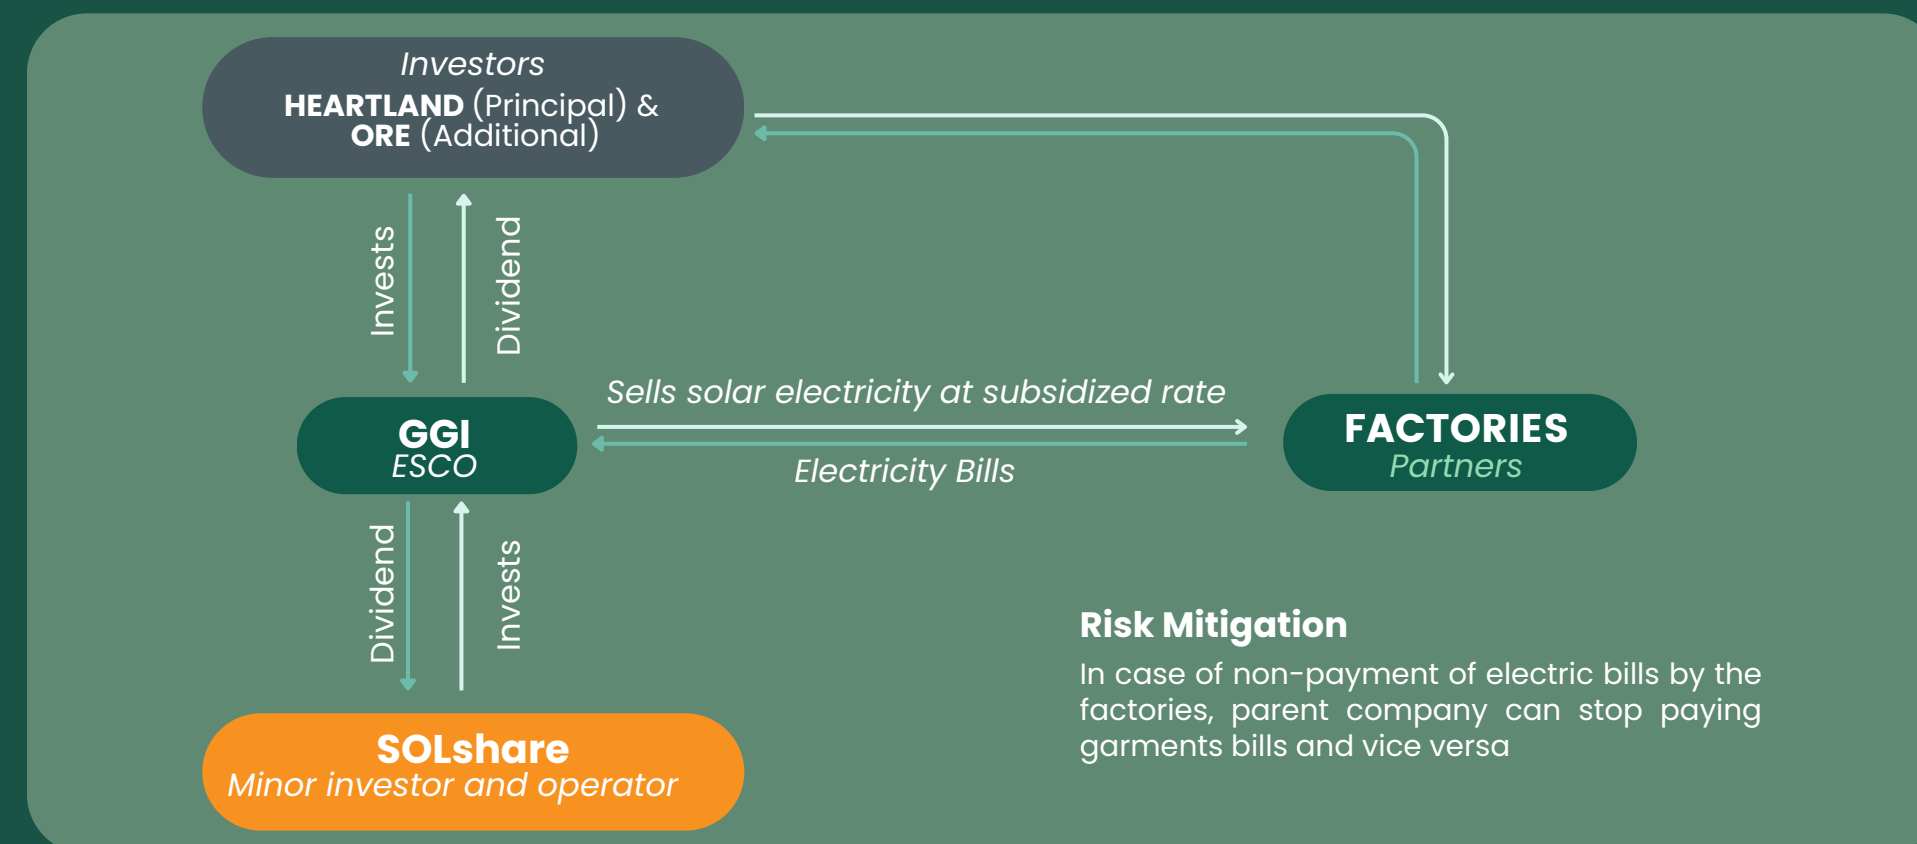 Investors
HEARTLAND (Principal) &
ORE (Additional)
Invests
Dividend
Sells solar electricity at subsidized rate
GGI
ESCO
FACTORIES
Partners
Electricity Bills
Dividend
Invests
Risk Mitigation
In case of non-payment of electric bills by the
factories, parent company can stop paying
garments bills and vice versa
SOLshare
Minor investor and operator